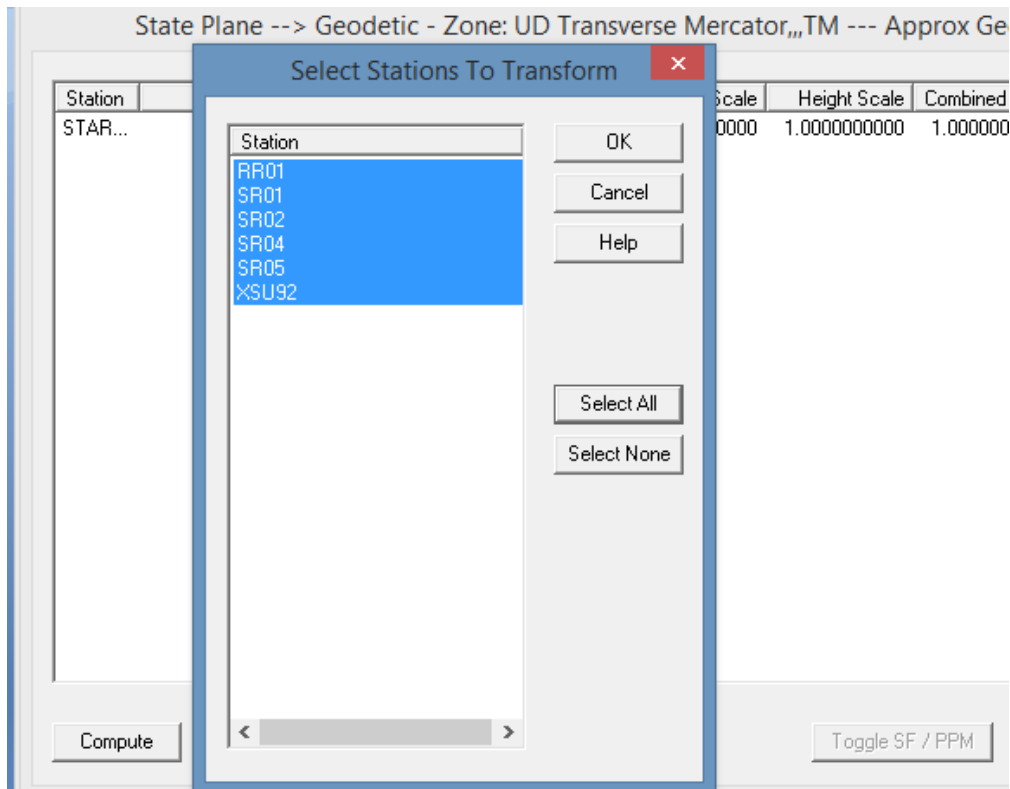 State Plane --> Geodetic - Zone: UD Transverse Mercator,,,TM --- Approx Ge
Select Stations To Transform
Station Scale Height Scale Combined
STAR... 0000 1.0000000000 1.000000
Station
RR01
SR01
SR02
SR04
SR05
XSU92
OK
Cancel
Help
Select All
Select None
Compute
Toggle SF / PPM